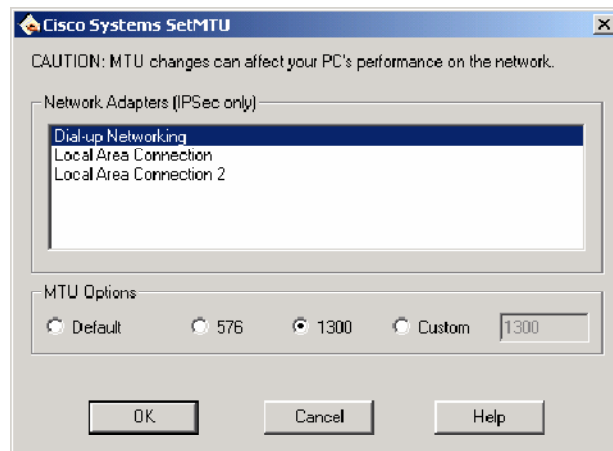 Cisco Systems SetMTU
CAUTION: MTU changes can affect your PC's performance on the network.
Network Adapters (IPSec only)
Dial-up Networking
Local Area Connection
Local Area Connection 2
MTU Options
Default 576 1300 Custom 1300
OK Cancel Help